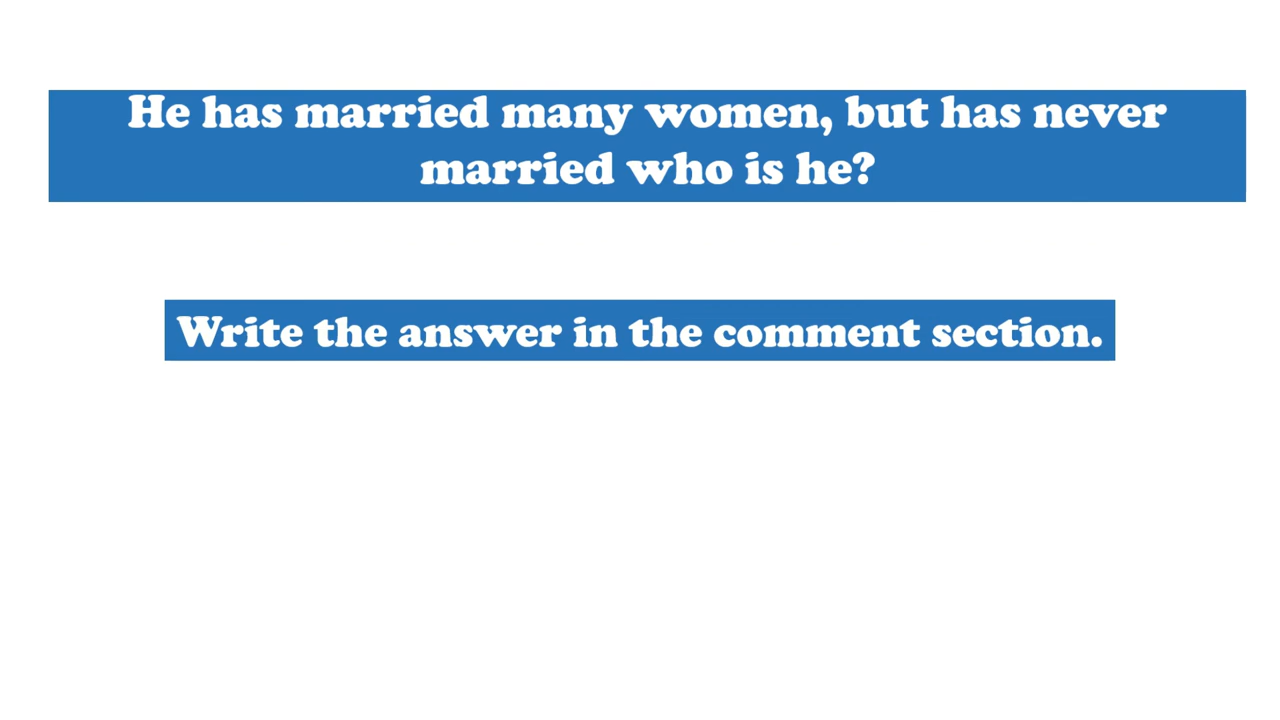 He has married many women, but has never
married who is he?
Write the answer in the comment section.